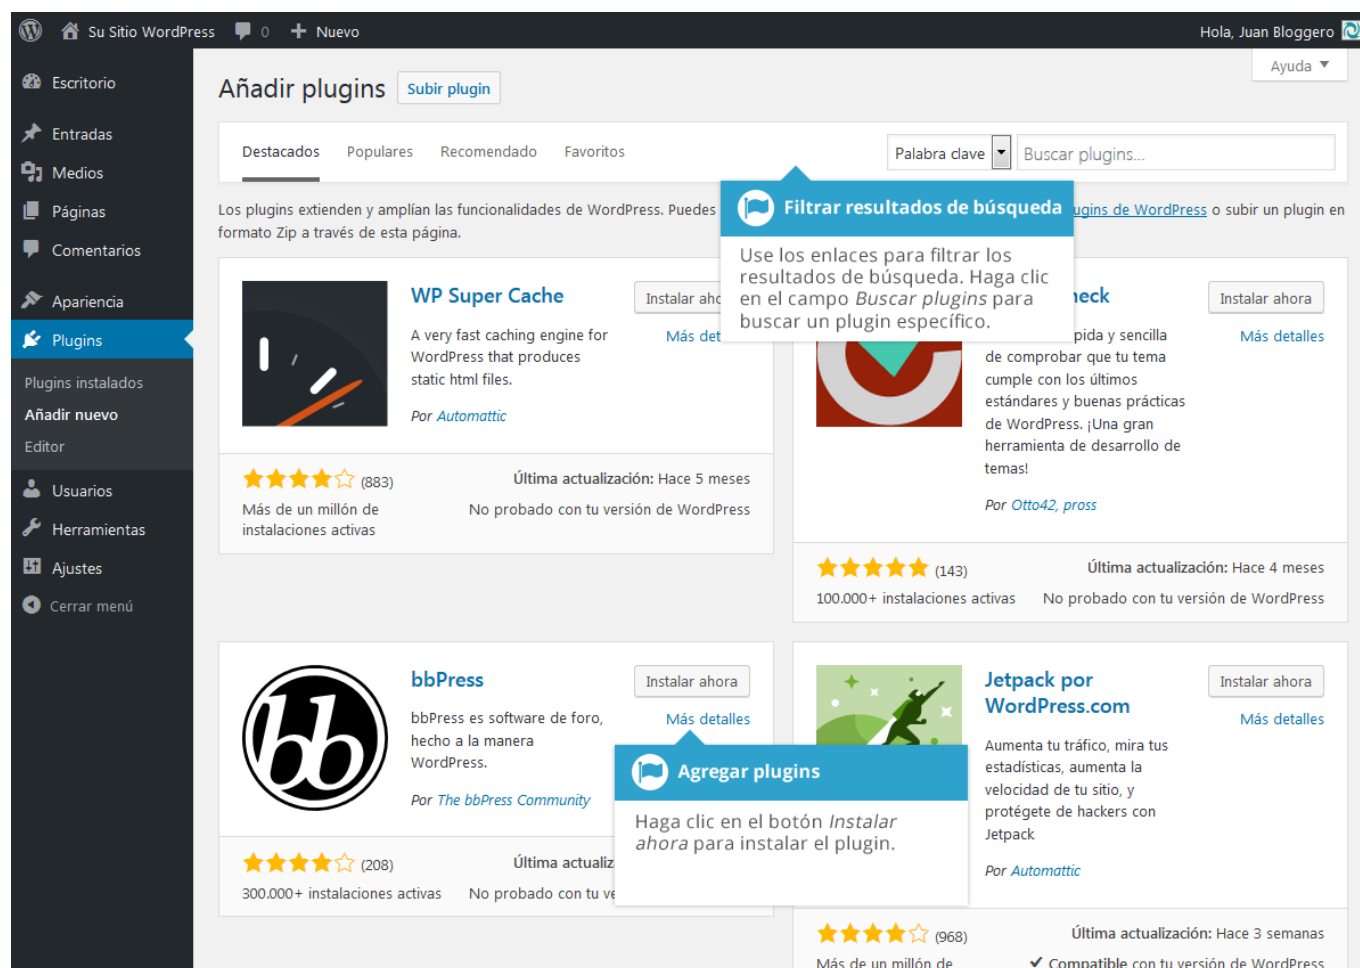 Su Sitio WordPress 0 + Nuevo Hola, Juan Bloggero
Ayuda
Escritorio
Entradas
Medios
Páginas
Comentarios
Apariencia
Plugins
Plugins instalados
Añadir nuevo
Editor
Usuarios
Herramientas
Ajustes
Cerrar menú
Añadir plugins Subir plugin
Destacados Populares Recomendado Favoritos Palabra clave Buscar plugins...
Los plugins extienden y amplían las funcionalidades de WordPress. Puedes ugins de WordPress o subir un plugin en
formato Zip a través de esta página.
Filtrar resultados de búsqueda
Use los enlaces para filtrar los
resultados de búsqueda. Haga clic
en el campo Buscar plugins para
buscar un plugin específico.
WP Super Cache
Instalar aho
Más det
A very fast caching engine for
WordPress that produces
static html files.
Por Automattic
(883)
Última actualización: Hace 5 meses
Más de un millón de
instalaciones activas
No probado con tu versión de WordPress
eck
Instalar ahora
Más detalles
pida y sencilla
de comprobar que tu tema
cumple con los últimos
estándares y buenas prácticas
de WordPress. ¡Una gran
herramienta de desarrollo de
temas!
Por Otto42, pross
(143)
Última actualización: Hace 4 meses
100.000+ instalaciones activas
No probado con tu versión de WordPress
bb
bbPress
Instalar ahora
Más detalles
bbPress es software de foro,
hecho a la manera
WordPress.
Por The bbPress Community
(208)
Última actualiz
300.000+ instalaciones activas
No probado con tu ve
Agregar plugins
Haga clic en el botón Instalar
ahora para instalar el plugin.
Jetpack por
WordPress.com
Instalar ahora
Más detalles
Aumenta tu tráfico, mira tus
estadísticas, aumenta la
velocidad de tu sitio, y
protégete de hackers con
Jetpack
Por Automattic
(968)
Última actualización: Hace 3 semanas
Más de un millón de
Compatible con tu versión de WordPress